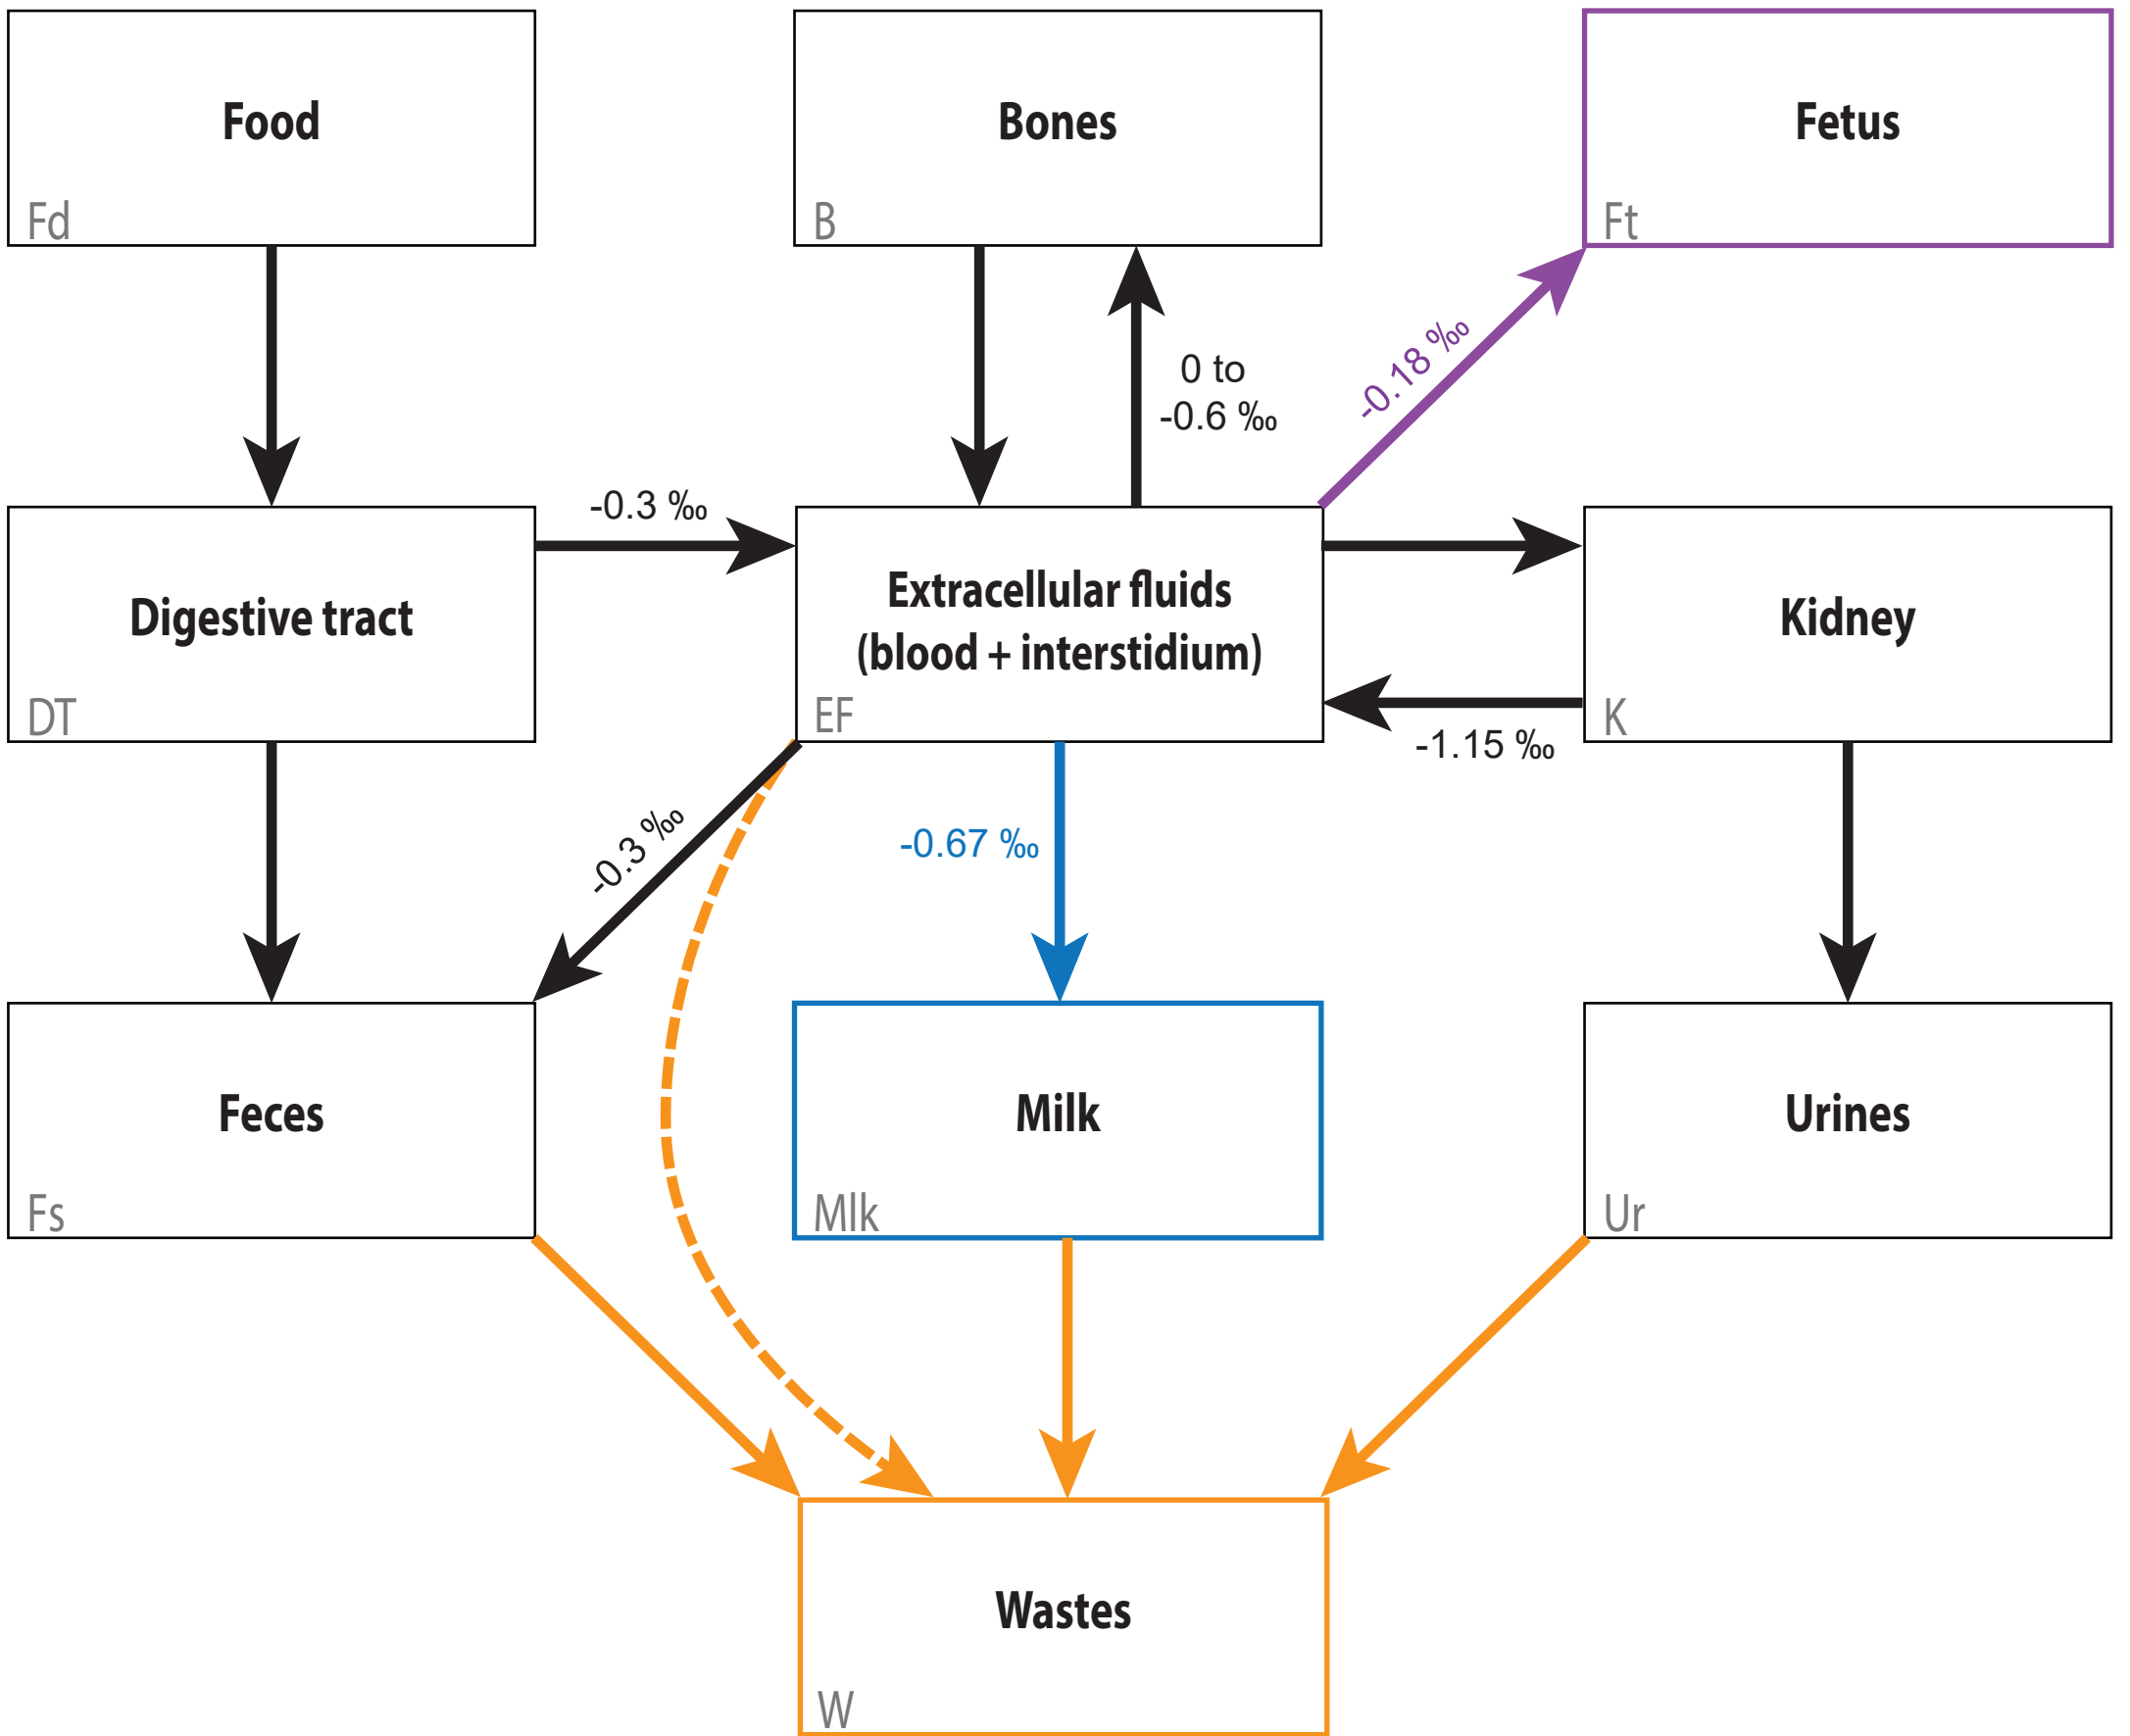 Food
Fd
Bones
B
Fetus
Ft
0 to
-0.6 ‰
-0.18 ‰
-0.3 ‰
Digestive tract
DT
Extracellular fluids
(blood + interstidium)
EF
Kidney
K
-1.15 ‰
-0.3 ‰
-0.67 ‰
Feces
Fs
Milk
Mlk
Urines
Ur
Wastes
W